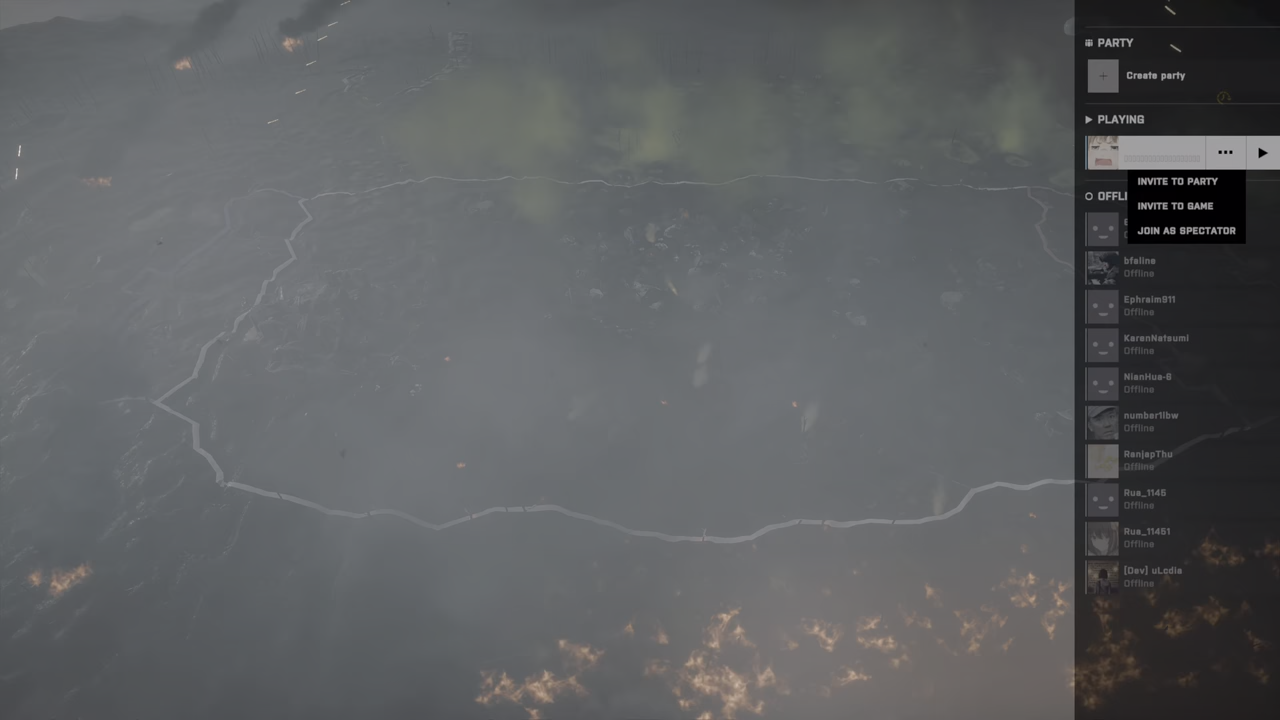 PARTY
+
Create party
PLAYING
...
INVITE TO PARTY
INVITE TO GAME
JOIN AS SPECTATOR
bfaline
Offline
Ephraim911
Offline
KarenNatsumi
Offline
NianHua-8
Offline
Offline
RanjapThu
Offline
Rua_1145
Offline
Rua_11451
Offline
[Dev] uLcdia
Offline